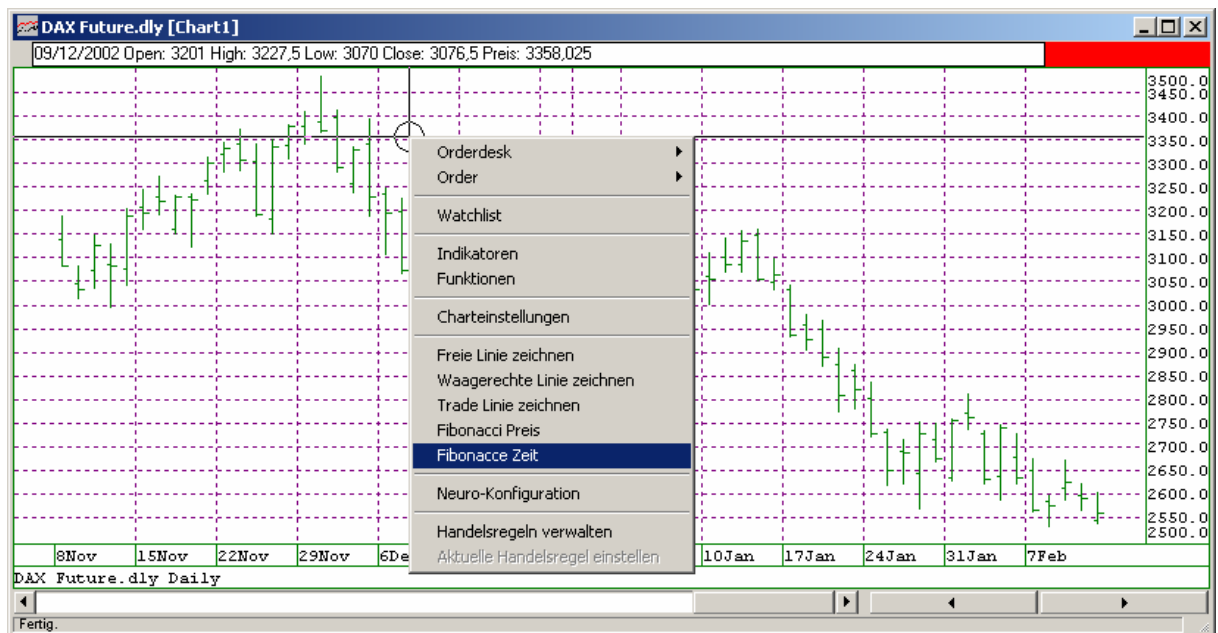 DAX Future.dly [Chart1]
09/12/2002 Open: 3201 High: 3227,5 Low: 3070 Close: 3076,5 Preis: 3358,025
3500.0
3450.0
3400.0
3350.0
3300.0
3250.0
3200.0
3150.0
3100.0
3050.0
3000.0
2950.0
2900.0
2850.0
2800.0
2750.0
2700.0
2650.0
2600.0
2550.0
2500.0
Orderdesk
Order
Watchlist
Indikatoren
Funktionen
Charteinstellungen
Freie Linie zeichnen
Waagerechte Linie zeichnen
Trade Linie zeichnen
Fibonacci Preis
Fibonacce Zeit
Neuro-Konfiguration
Handelsregeln verwalten
Aktuelle Handelsregel einstellen
8Nov 15Nov 22Nov 29Nov 6De 10Jan 17Jan 24Jan 31Jan 7Feb
DAX Future.dly Daily
Fertig.